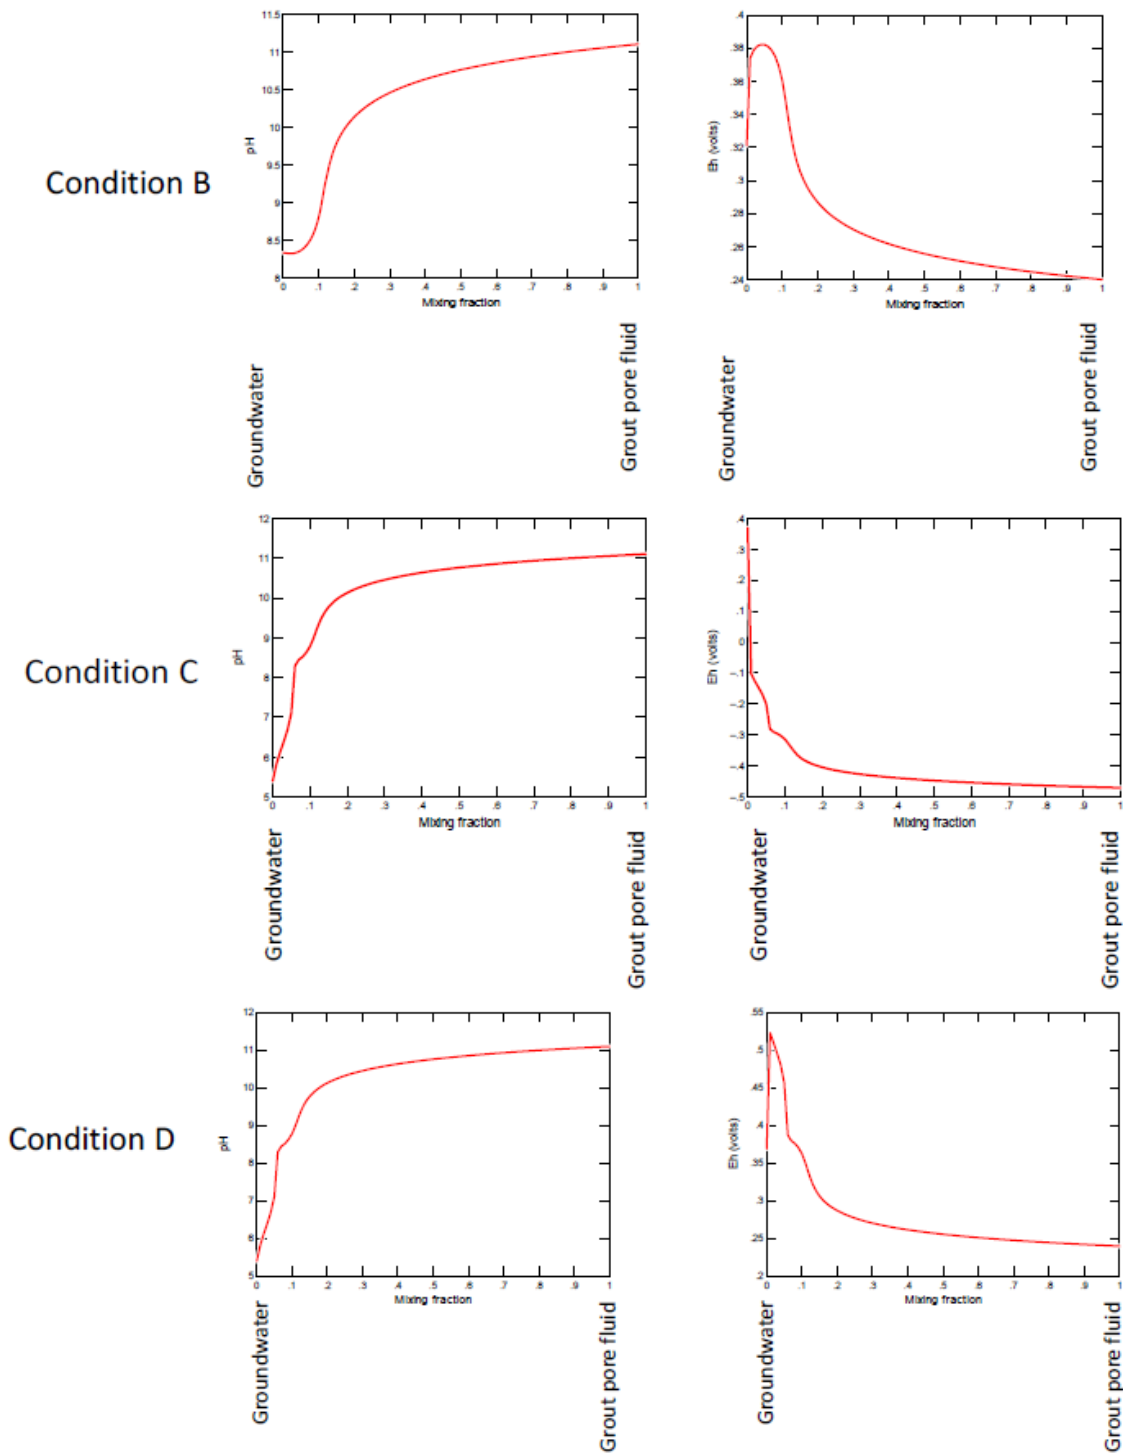 Condition B
pH
11.5
11
10.5
10
9.5
9
8.5
8
0 .1 .2 .3 .4 .5 .6 .7 .8 .9 1
Mixing fraction
Groundwater
Grout pore fluid
Eh (volts)
.4
.38
.36
.34
.32
.3
.28
.26
.24
0 .1 .2 .3 .4 .5 .6 .7 .8 .9 1
Mixing fraction
Groundwater
Grout pore fluid
Condition C
pH
12
11
10
9
8
7
6
5
0 .1 .2 .3 .4 .5 .6 .7 .8 .9 1
Mixing fraction
Groundwater
Grout pore fluid
Eh (volts)
.4
.3
.2
.1
0
-.1
-.2
-.3
-.4
-.5
0 .1 .2 .3 .4 .5 .6 .7 .8 .9 1
Mixing fraction
Groundwater
Grout pore fluid
Condition D
pH
12
11
10
9
8
7
6
5
0 .1 .2 .3 .4 .5 .6 .7 .8 .9 1
Mixing fraction
Groundwater
Grout pore fluid
Eh (volts)
.55
.5
.45
.4
.35
.3
.25
.2
0 .1 .2 .3 .4 .5 .6 .7 .8 .9 1
Mixing fraction
Groundwater
Grout pore fluid